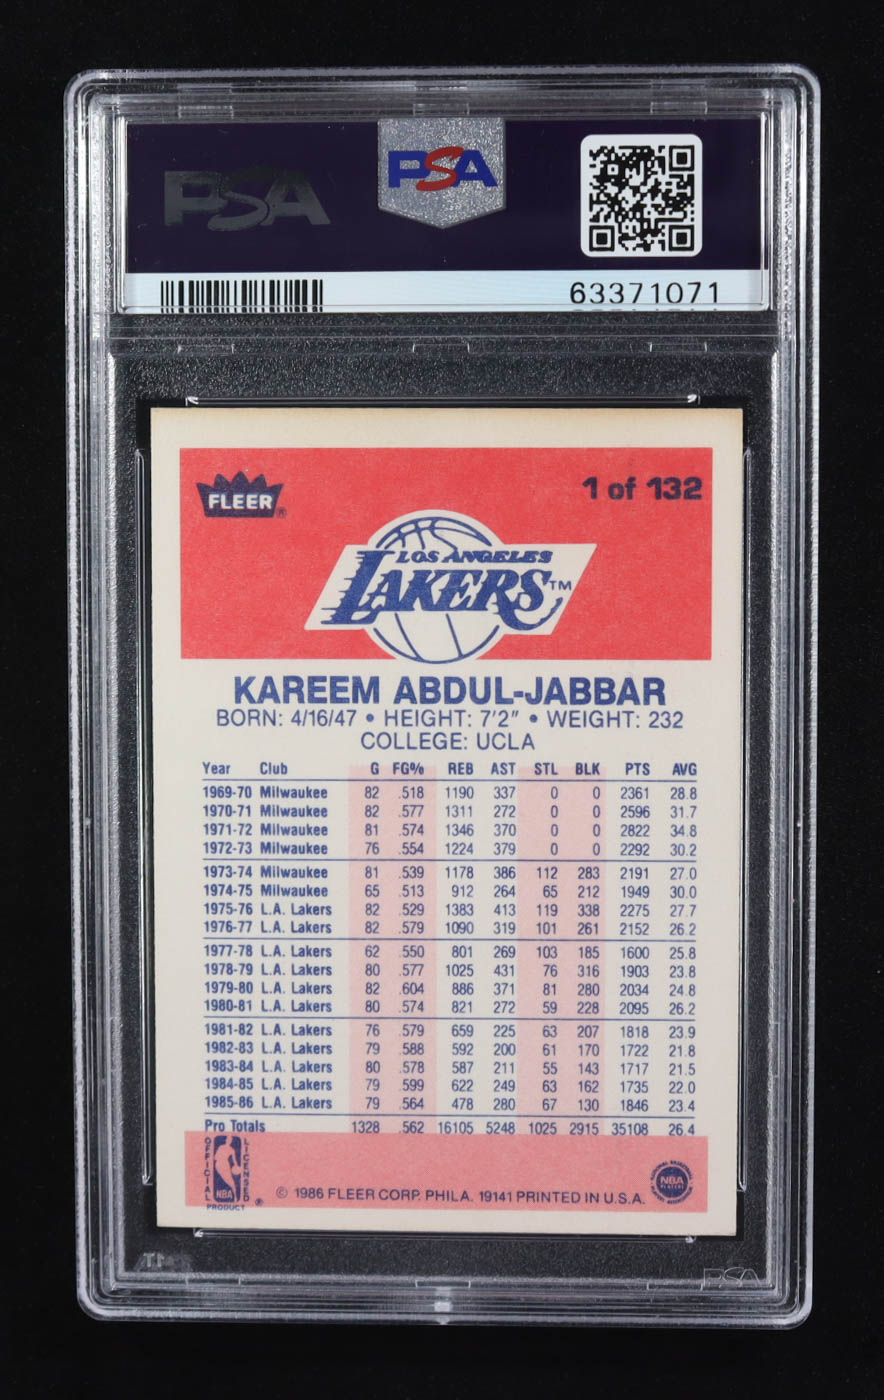 PSA
PSA
63371071
FLEER®
1 of 132
LOS ANGELES
LAKERS™
KAREEM ABDUL-JABBAR
BORN: 4/16/47 • HEIGHT: 7'2" • WEIGHT: 232
COLLEGE: UCLA
Year Club G FG% REB AST STL BLK PTS AVG
1969-70 Milwaukee 82 .518 1190 337 0 0 2361 28.8
1970-71 Milwaukee 82 .577 1311 272 0 0 2596 31.7
1971-72 Milwaukee 81 .574 1346 370 0 0 2822 34.8
1972-73 Milwaukee 76 .554 1224 379 0 0 2292 30.2
1973-74 Milwaukee 81 .539 1178 386 112 283 2191 27.0
1974-75 Milwaukee 65 .513 912 264 65 212 1949 30.0
1975-76 L.A. Lakers 82 .529 1383 413 119 338 2275 27.7
1976-77 L.A. Lakers 82 .579 1090 319 101 261 2152 26.2
1977-78 L.A. Lakers 62 .550 801 269 103 185 1600 25.8
1978-79 L.A. Lakers 80 .577 1025 431 76 316 1903 23.8
1979-80 L.A. Lakers 82 .604 886 371 81 280 2034 24.8
1980-81 L.A. Lakers 80 .574 821 272 59 228 2095 26.2
1981-82 L.A. Lakers 76 .579 659 225 63 207 1818 23.9
1982-83 L.A. Lakers 79 .588 592 200 61 170 1722 21.8
1983-84 L.A. Lakers 80 .578 587 211 55 143 1717 21.5
1984-85 L.A. Lakers 79 .599 622 249 63 162 1735 22.0
1985-86 L.A. Lakers 79 .564 478 280 67 130 1846 23.4
Pro Totals 1328 .562 16105 5248 1025 2915 35108 26.4
OFFICIAL
LICENSED
NBA
PRODUCT
®
© 1986 FLEER CORP. PHILA. 19141 PRINTED IN U.S.A.
NATIONAL BASKETBALL
NBA
PLAYERS
PLAYERS ASSOCIATION
PSA